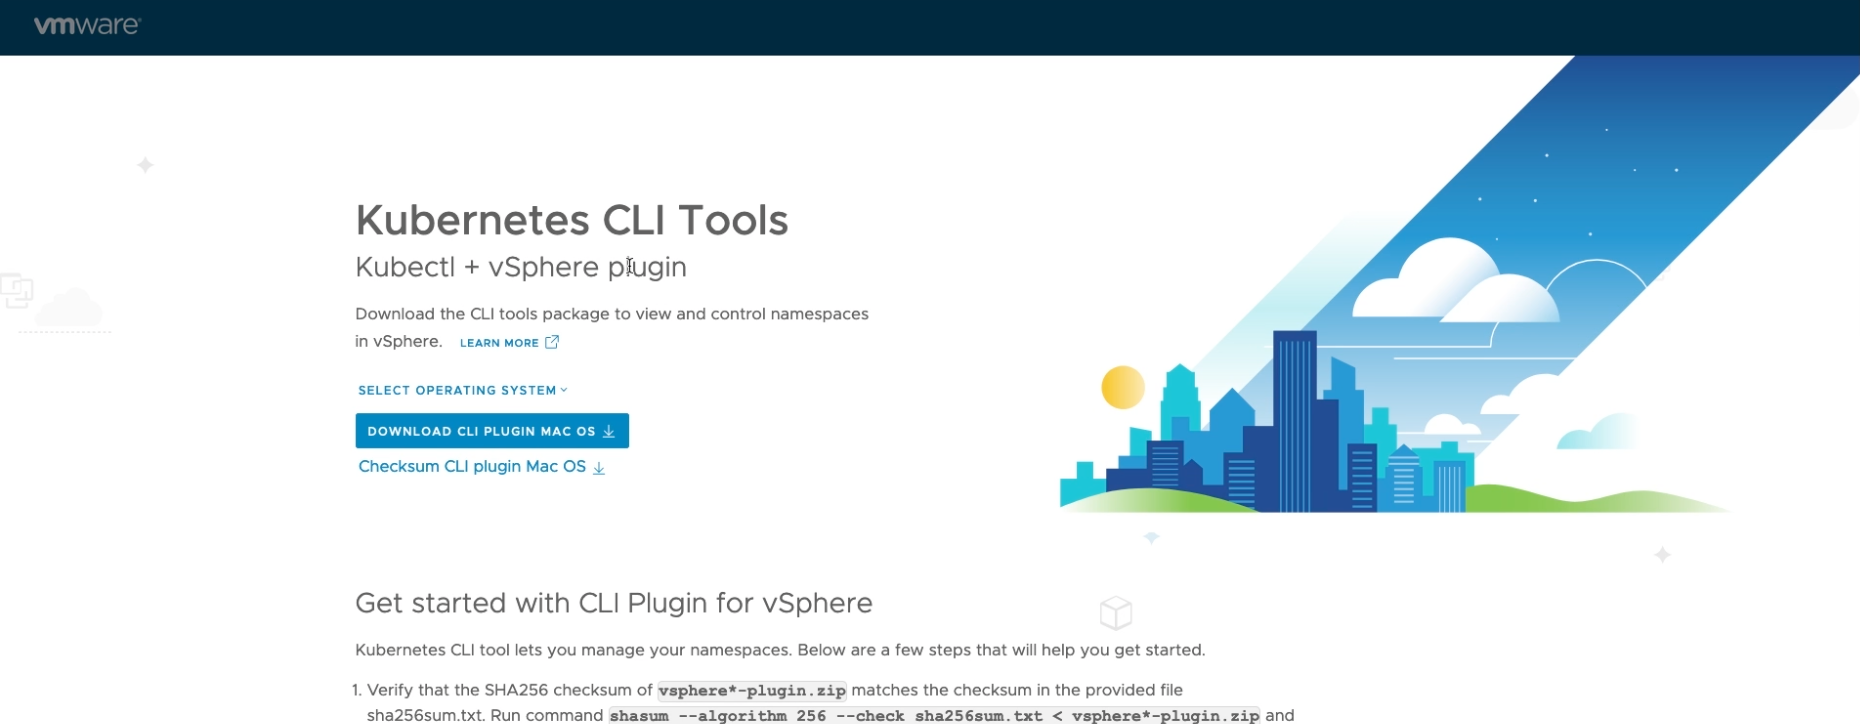 vmware®
Kubernetes CLI Tools
Kubectl + vSphere plugin
Download the CLI tools package to view and control namespaces
in vSphere. LEARN MORE
SELECT OPERATING SYSTEM
DOWNLOAD CLI PLUGIN MAC OS
Checksum CLI plugin Mac OS
Get started with CLI Plugin for vSphere
Kubernetes CLI tool lets you manage your namespaces. Below are a few steps that will help you get started.
1. Verify that the SHA256 checksum of vsphere*-plugin.zip matches the checksum in the provided file
sha256sum.txt. Run command shasum --algorithm 256 --check sha256sum.txt < vsphere*-plugin.zip and